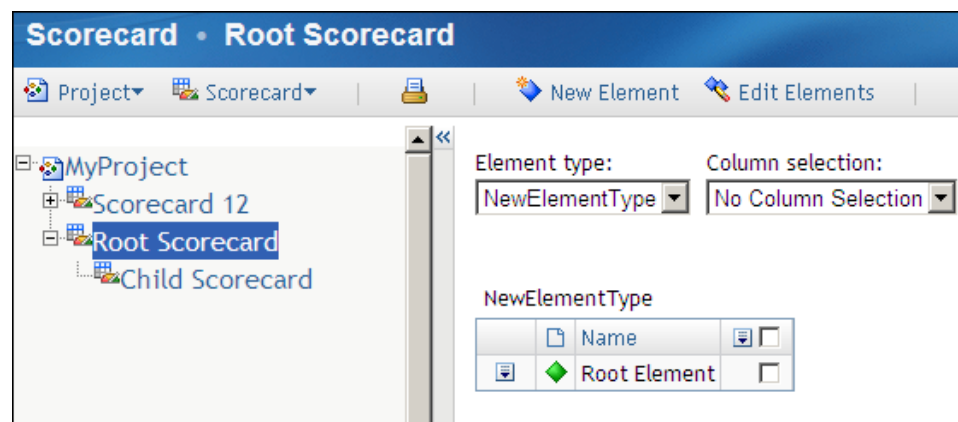 Scorecard • Root Scorecard
Project Scorecard New Element Edit Elements
MyProject
Scorecard 12
Root Scorecard
Child Scorecard
Element type: Column selection:
NewElementType No Column Selection
NewElementType
Name
Root Element